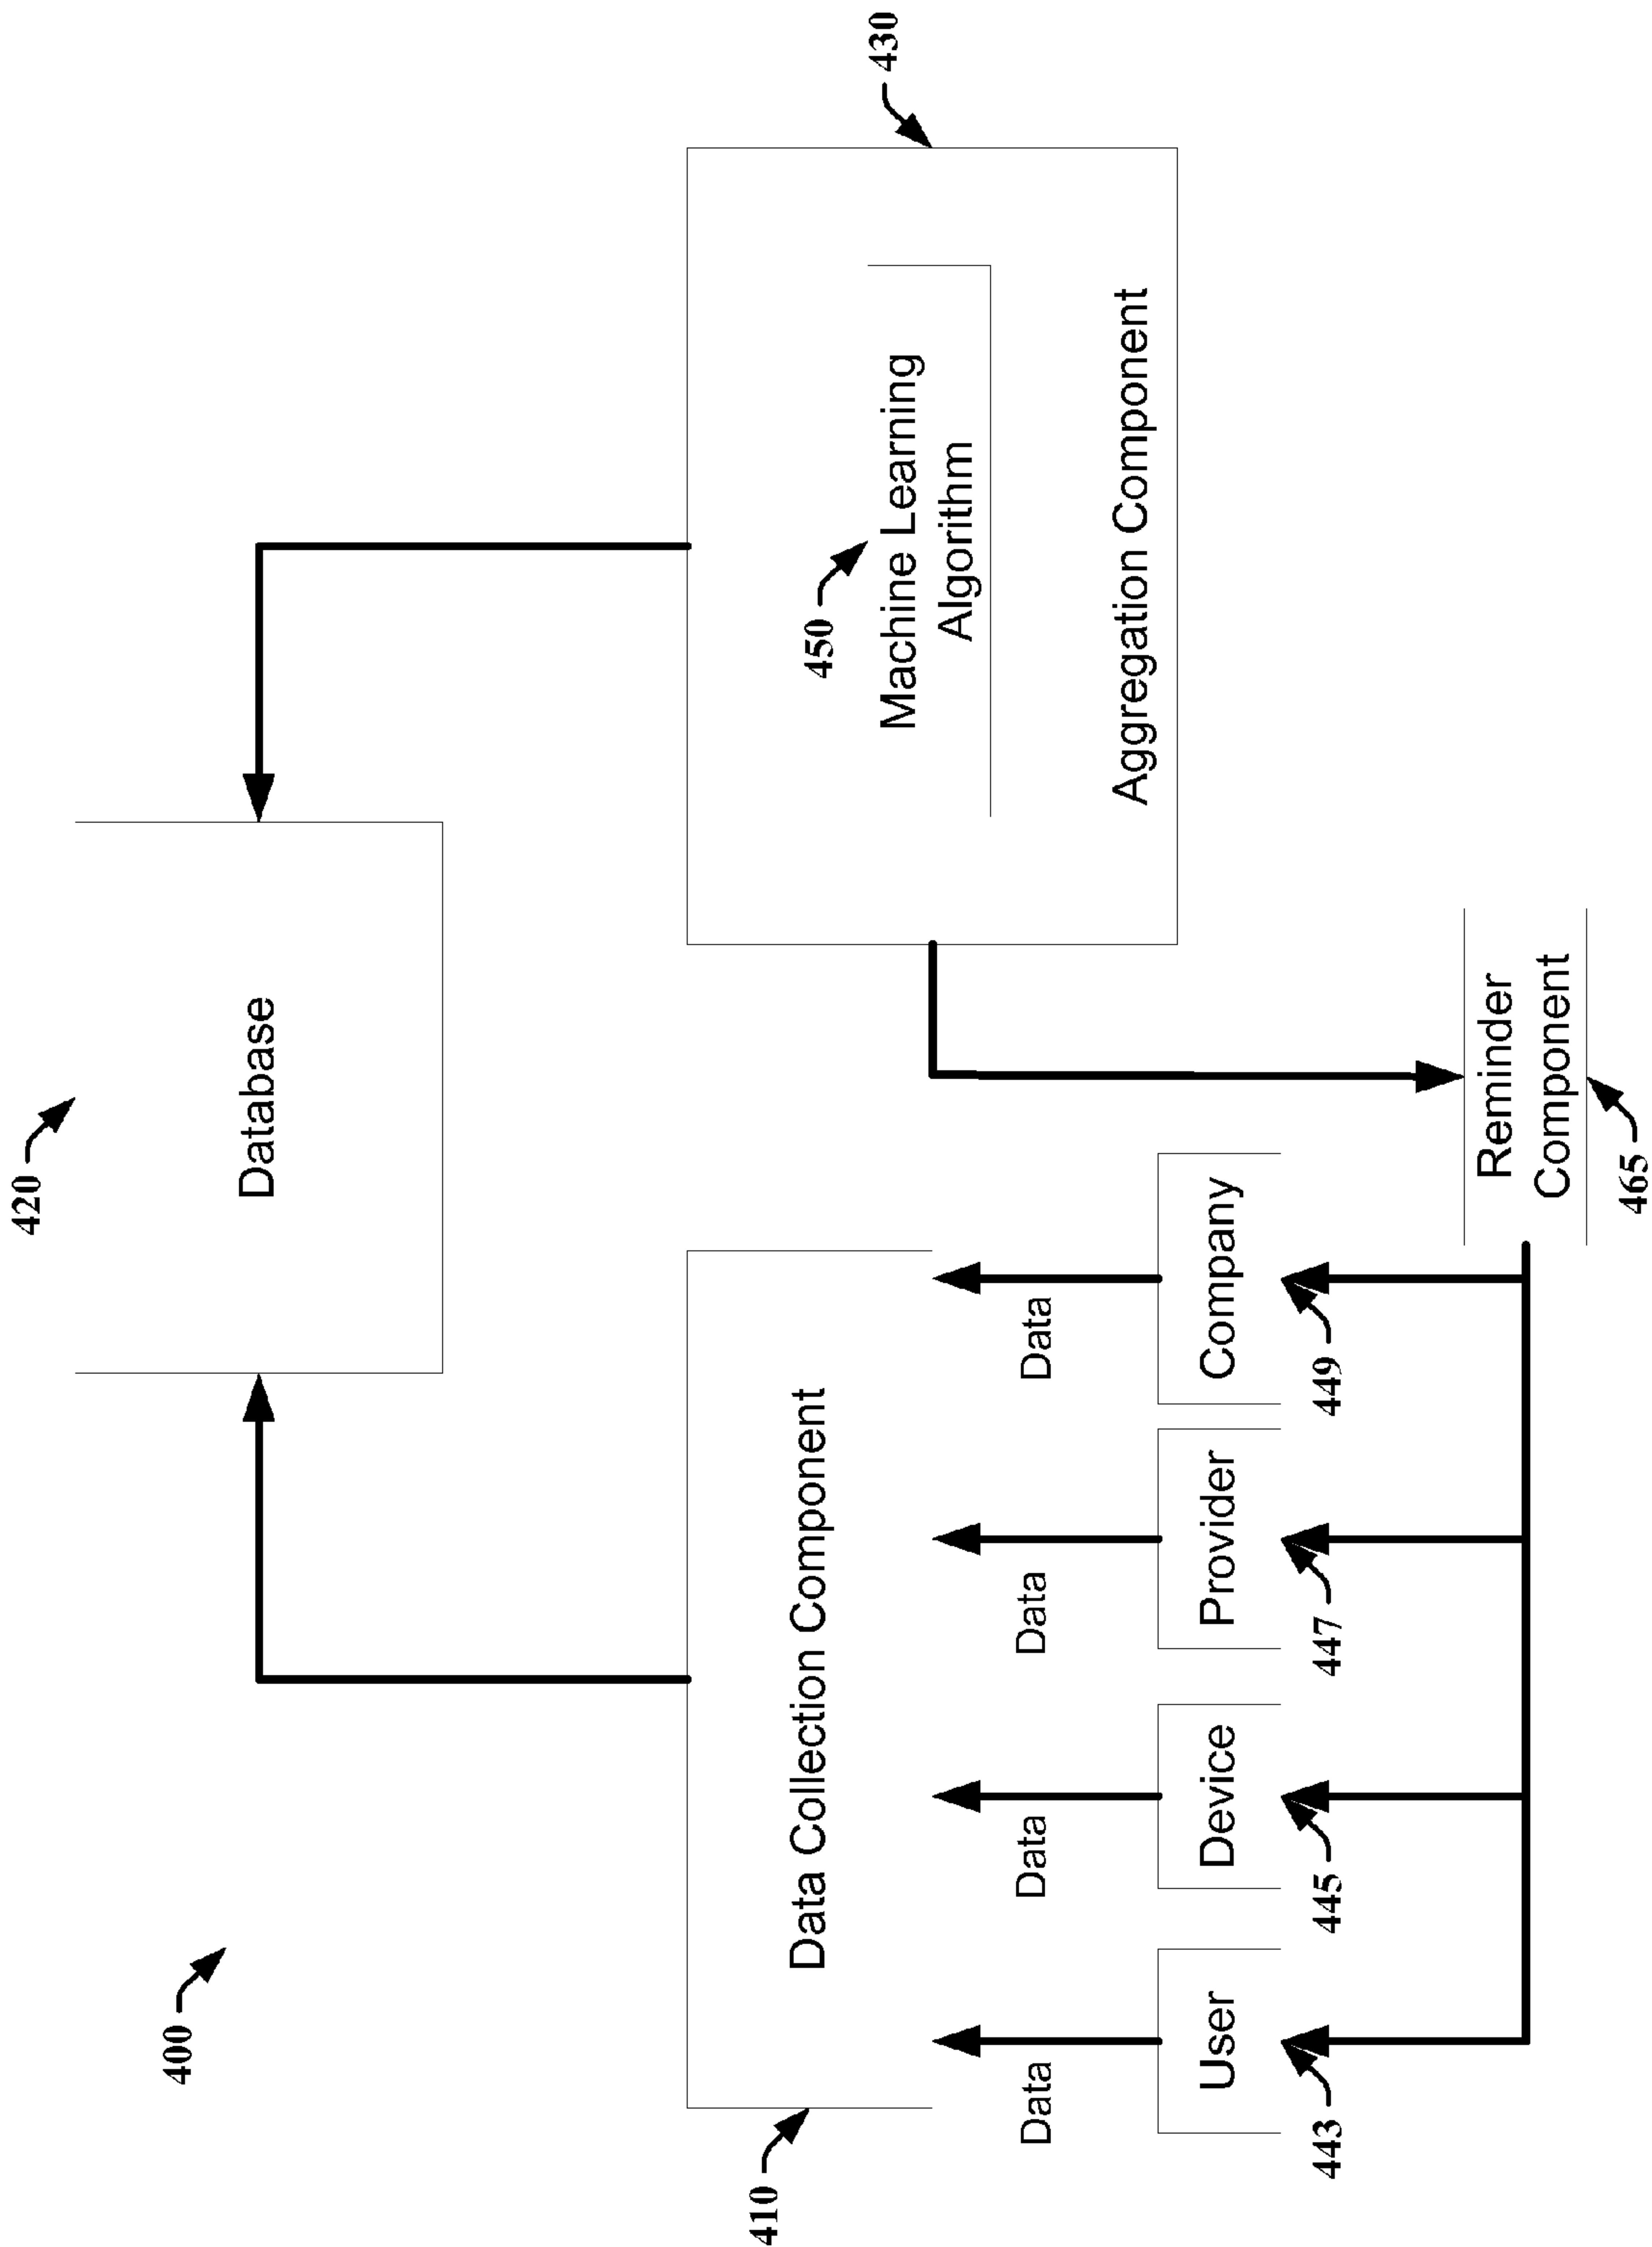 420
400
Database
410
Data Collection Component
450
430
Machine Learning
Algorithm
Data
Data
Data
Data
Aggregation Component
User
Device
Provider
Company
443
445
447
449
Reminder
Component
465